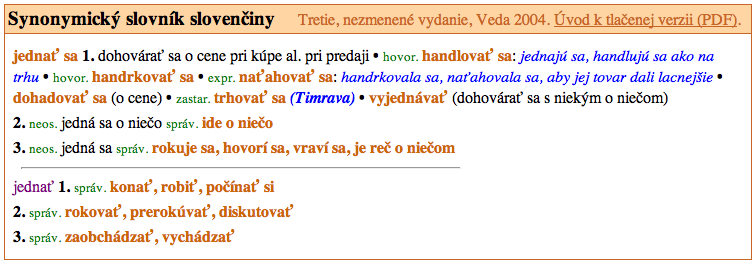 Synonymický slovník slovenčiny Tretie, nezmenené vydanie, Veda 2004. Úvod k tlačenej verzii (PDF).
jednať sa 1. dohovárať sa o cene pri kúpe al. pri predaji • hovor. handlovať sa: jednajú sa, handlujú sa ako na
trhu • hovor. handrkovať sa • expr. naťahovať sa: handrkovala sa, naťahovala sa, aby jej tovar dali lacnejšie •
dohadovať sa (o cene) • zastar. trhovať sa (Timrava) • vyjednávať (dohovárať sa s niekým o niečom)
2. neos. jedná sa o niečo správ. ide o niečo
3. neos. jedná sa správ. rokuje sa, hovorí sa, vraví sa, je reč o niečom
jednať 1. správ. konať, robiť, počínať si
2. správ. rokovať, prerokúvať, diskutovať
3. správ. zaobchádzať, vychádzať